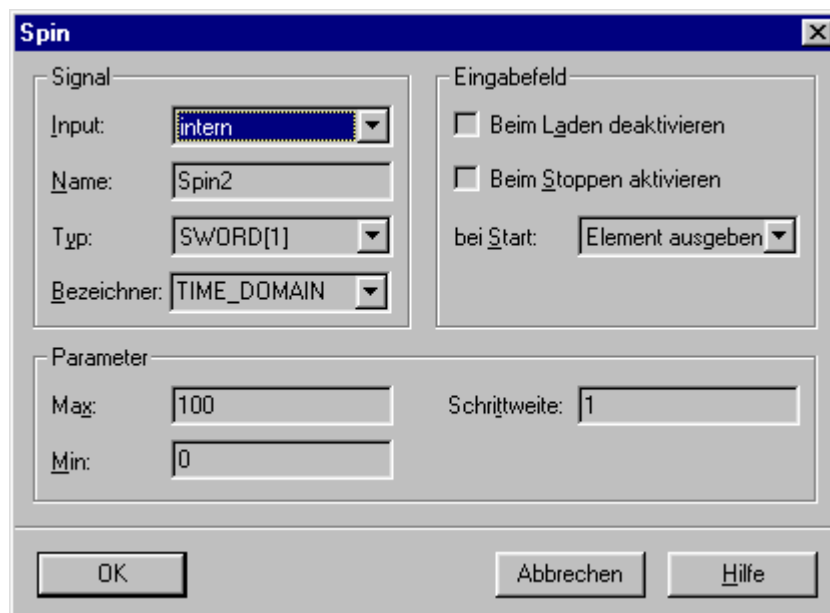 Spin
Signal
Input: intern
Name: Spin2
Typ: SWORD[1]
Bezeichner: TIME_DOMAIN
Eingabefeld
Beim Laden deaktivieren
Beim Stoppen aktivieren
bei Start: Element ausgeben
Parameter
Max: 100
Schrittweite: 1
Min: 0
OK
Abbrechen
Hilfe